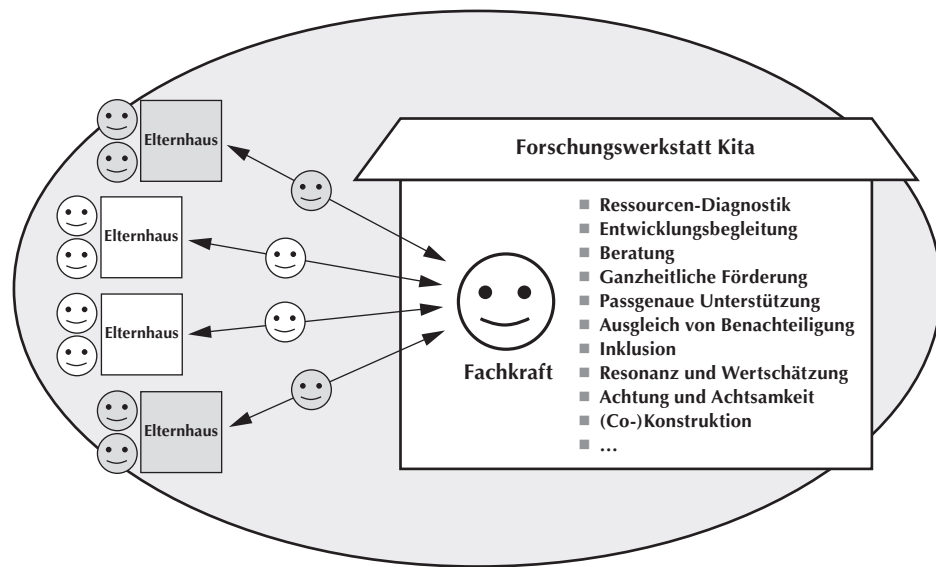 Elternhaus
Elternhaus
Elternhaus
Elternhaus
Forschungswerkstatt Kita
Fachkraft
■ Ressourcen-Diagnostik
■ Entwicklungsbegleitung
■ Beratung
■ Ganzheitliche Förderung
■ Passgenaue Unterstützung
■ Ausgleich von Benachteiligung
■ Inklusion
■ Resonanz und Wertschätzung
■ Achtung und Achtsamkeit
■ (Co-)Konstruktion
■ ...